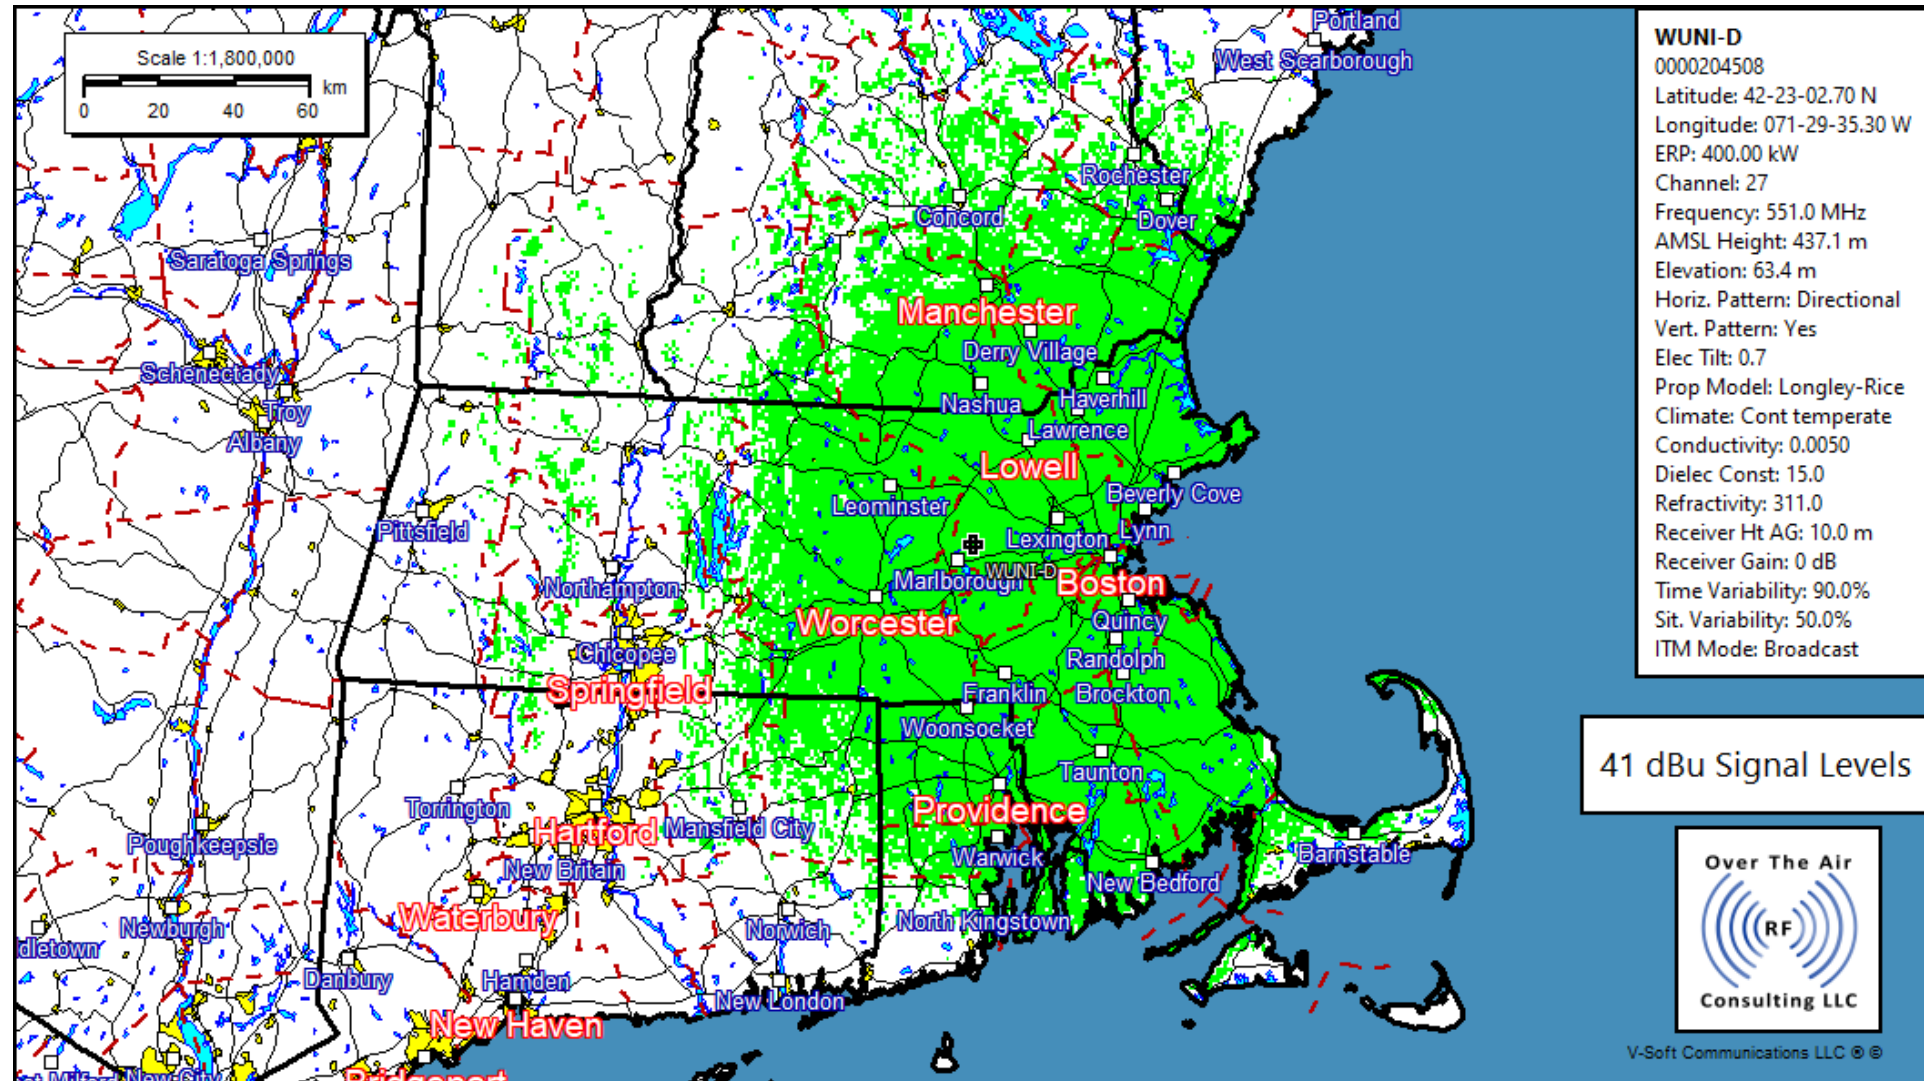 Scale 1:1,800,000
km
0 20 40 60
Portland
West Scarborough
Rochester
Concord
Dover
Saratoga Springs
Manchester
Derry Village
Schenectady
Troy
Nashua
Haverhill
Albany
Lawrence
Lowell
Beverly Cove
Leominster
Pittsfield
Lexington
Lynn
WUNI-D
Northampton
Marlborough
Boston
Worcester
Quincy
Chicopee
Randolph
Springfield
Franklin
Brockton
Woonsocket
Taunton
Torrington
Providence
Hartford
Mansfield City
Poughkeepsie
Warwick
Barnstable
New Britain
New Bedford
Waterbury
North Kingstown
Newburgh
Norwich
dletown
Danbury
Hamden
New London
New Haven
New City
Bridgeport
WUNI-D
0000204508
Latitude: 42-23-02.70 N
Longitude: 071-29-35.30 W
ERP: 400.00 kW
Channel: 27
Frequency: 551.0 MHz
AMSL Height: 437.1 m
Elevation: 63.4 m
Horiz. Pattern: Directional
Vert. Pattern: Yes
Elec Tilt: 0.7
Prop Model: Longley-Rice
Climate: Cont temperate
Conductivity: 0.0050
Dielec Const: 15.0
Refractivity: 311.0
Receiver Ht AG: 10.0 m
Receiver Gain: 0 dB
Time Variability: 90.0%
Sit. Variability: 50.0%
ITM Mode: Broadcast
41 dBu Signal Levels
Over The Air
RF
Consulting LLC
V-Soft Communications LLC ® ©